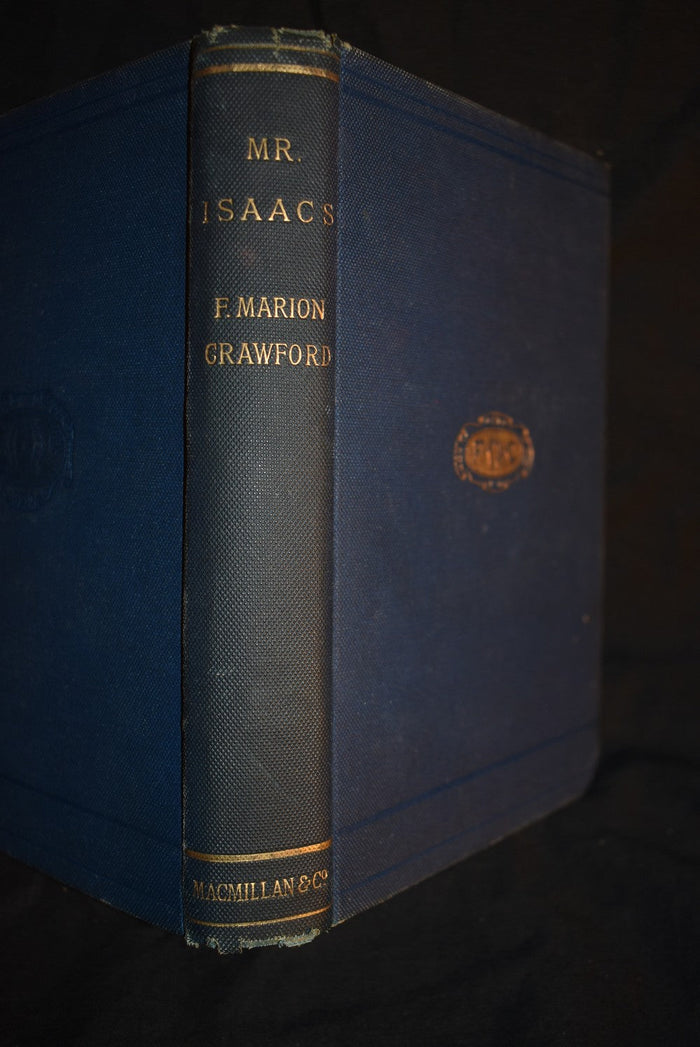 MR.
ISAACS
F. MARION
CRAWFORD
MACMILLAN & Co.